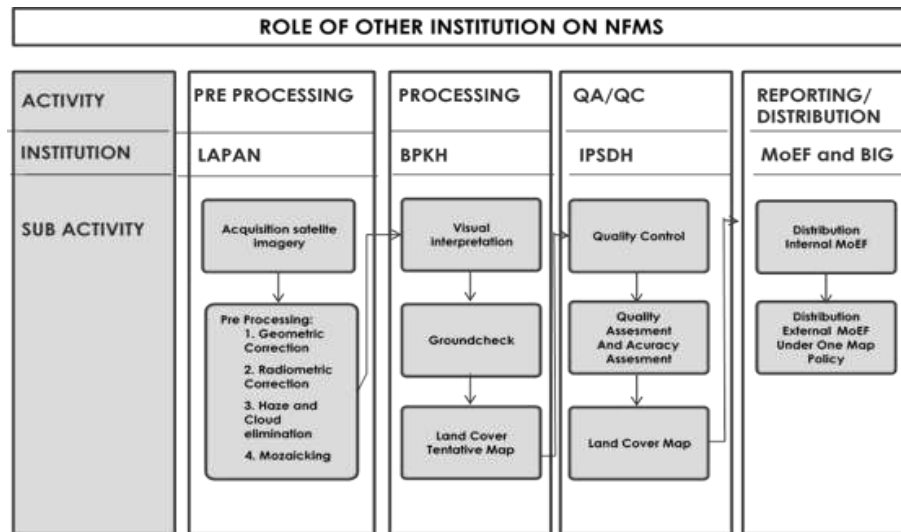 ROLE OF OTHER INSTITUTION ON NFMS
ACTIVITY
PRE PROCESSING
PROCESSING
QA/QC
REPORTING/
DISTRIBUTION
INSTITUTION
LAPAN
BPKH
IPSDH
MoEF and BIG
SUB ACTIVITY
Acquisition satelite
imagery
Pre Processing:
1. Geometric
Correction
2. Radiometric
Correction
3. Haze and
Cloud
elimination
4. Mozaicking
Visual
interpretation
Groundcheck
Land Cover
Tentative Map
Quality Control
Quality
Assesment
And Acuracy
Assesment
Land Cover Map
Distribution
Internal MoEF
Distribution
External MoEF
Under One Map
Policy